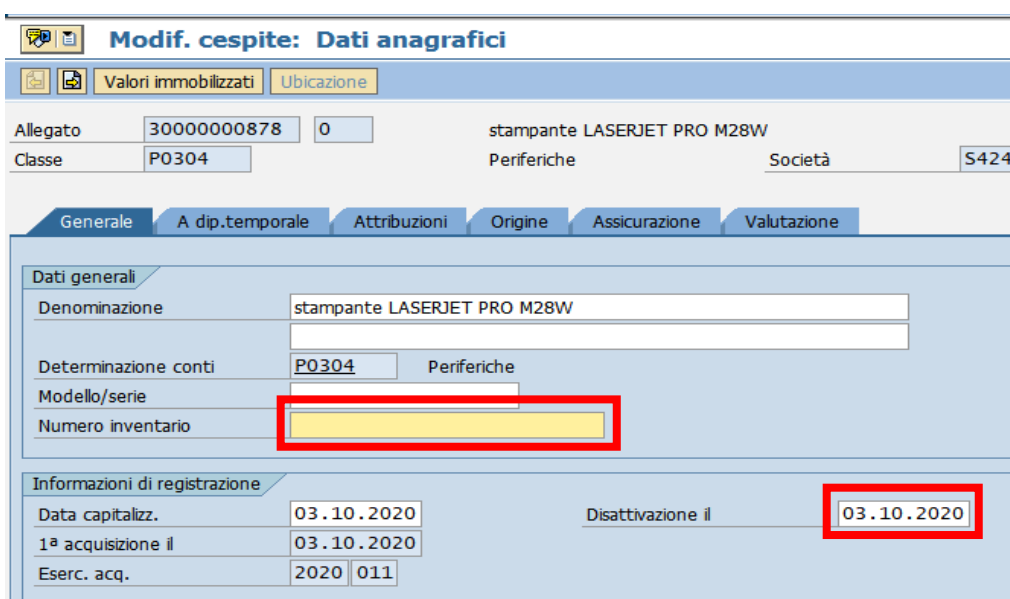 Modif. cespite: Dati anagrafici
Valori immobilizzati Ubicazione
Allegato 30000000878 0 stampante LASERJET PRO M28W
Classe P0304 Periferiche Società S424
Generale A dip.temporale Attribuzioni Origine Assicurazione Valutazione
Dati generali
Denominazione stampante LASERJET PRO M28W
Determinazione conti P0304 Periferiche
Modello/serie
Numero inventario
Informazioni di registrazione
Data capitalizz. 03.10.2020 Disattivazione il 03.10.2020
1ª acquisizione il 03.10.2020
Eserc. acq. 2020 011